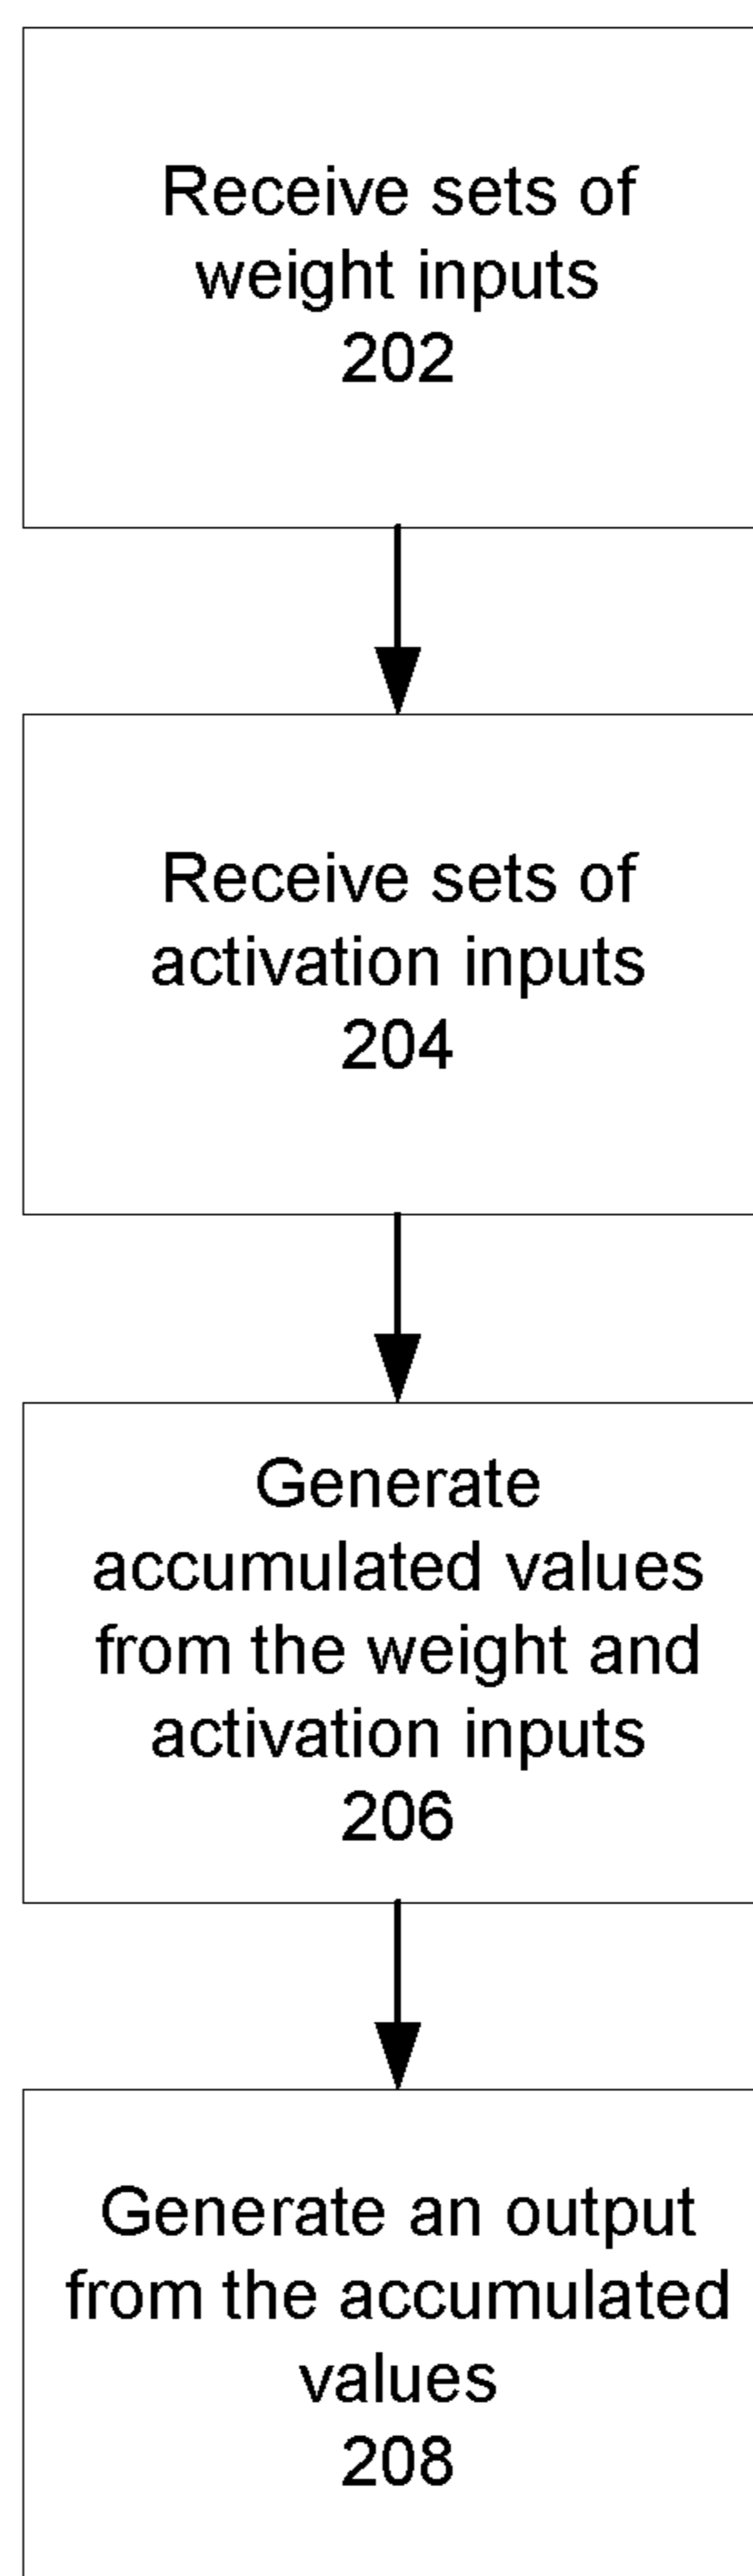 Receive sets of
weight inputs
202
Receive sets of
activation inputs
204
Generate
accumulated values
from the weight and
activation inputs
206
Generate an output
from the accumulated
values
208